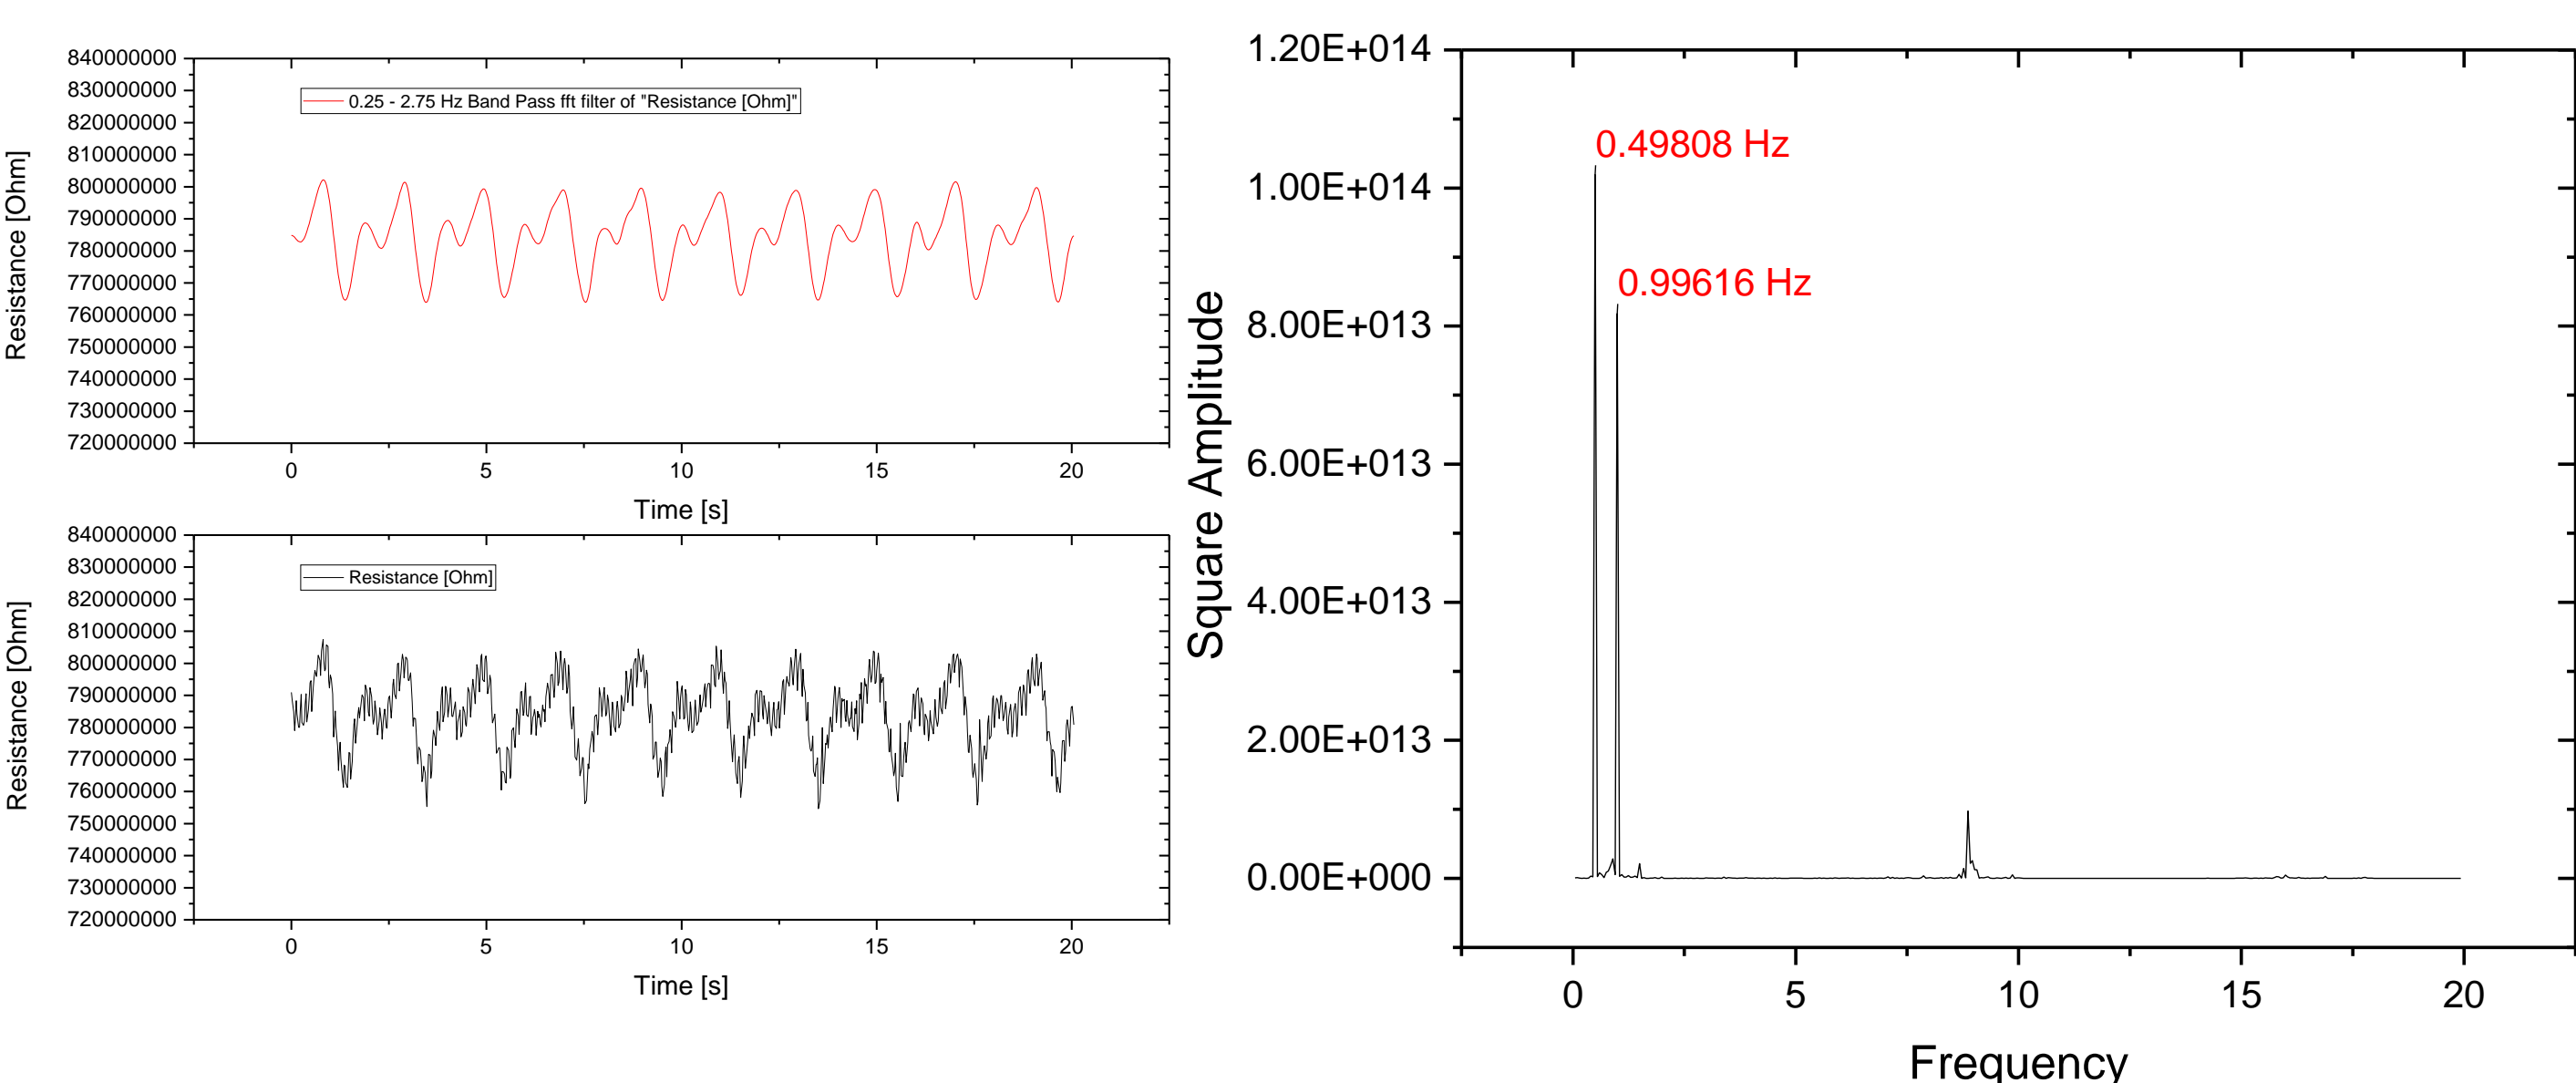 840000000
830000000
820000000
810000000
800000000
790000000
780000000
770000000
760000000
750000000
740000000
730000000
720000000
Resistance [Ohm]
0.25 - 2.75 Hz Band Pass fft filter of "Resistance [Ohm]"
0 5 10 15 20
Time [s]
840000000
830000000
820000000
810000000
800000000
790000000
780000000
770000000
760000000
750000000
740000000
730000000
720000000
Resistance [Ohm]
Resistance [Ohm]
0 5 10 15 20
Time [s]
1.20E+014
1.00E+014
8.00E+013
6.00E+013
4.00E+013
2.00E+013
0.00E+000
Square Amplitude
0.49808 Hz
0.99616 Hz
0 5 10 15 20
Frequency